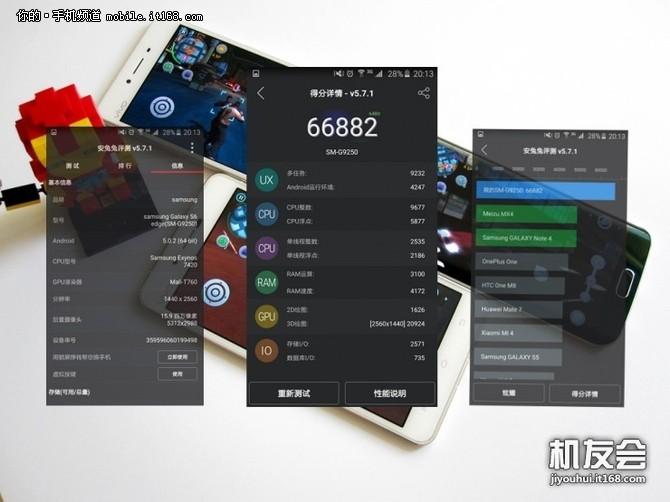 你的·手机频道 mobile.it168.com
vivo
28% 20:13
安兔兔评测 v5.7.1
测试 排行 信息
基本信息
品牌 samsung
型号 samsung Galaxy S6
edge(SM-G9250)
Android 5.0.2 (64 bit)
CPU型号 Samsung Exynos
7420
GPU渲染器 Mali-T760
分辨率 1440 x 2560
后置摄像头 15.9 百万像素
5312x2988
设备串号 359596060199498
用锁屏挣钱帮您换手机 立即使用
虚拟按键 使用
存储(可用/总量)
3G 28% 20:13
得分详情 - v5.7.1
64Bit
66882
SM-G9250
UX 多任务: 9232
Android运行环境: 4247
CPU CPU整数: 9677
CPU浮点: 5877
CPU 单线程整数: 2535
单线程浮点: 2186
RAM RAM运算: 3100
RAM速度: 4172
GPU 2D绘图: 1626
3D绘图: [2560x1440] 20924
IO 存储I/O: 2571
数据库I/O: 735
重新测试 性能说明
28% 20:13
安兔兔评测 v5.7.1
我的SM-G9250: 66882
Meizu MX4
Samsung GALAXY Note 4
OnePlus One
HTC One M8
Huawei Mate 7
Xiaomi MI 4
Samsung GALAXY S5
炫耀 得分详情
机友会
jiyouhui.it168.com